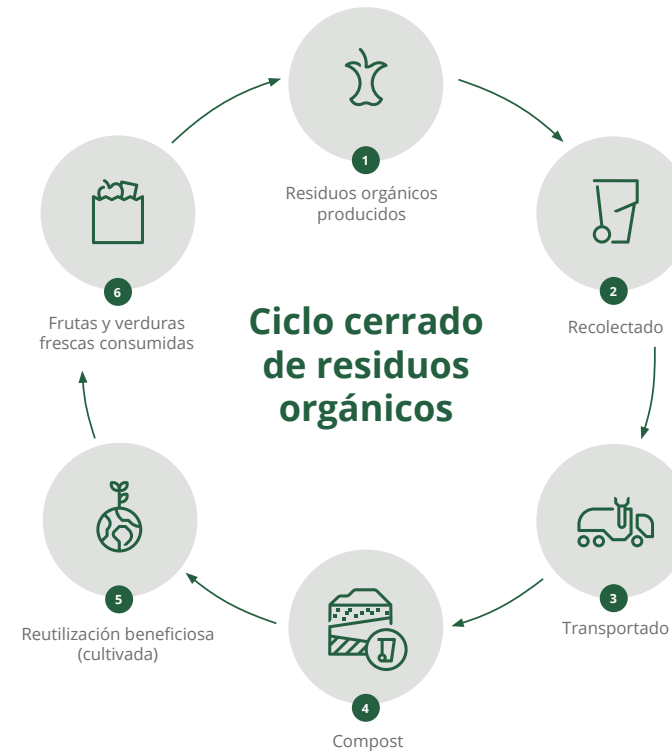 1
Residuos orgánicos
producidos
2
Recolectado
3
Transportado
4
Compost
5
Reutilización beneficiosa
(cultivada)
6
Frutas y verduras
frescas consumidas
Ciclo cerrado
de residuos
orgánicos